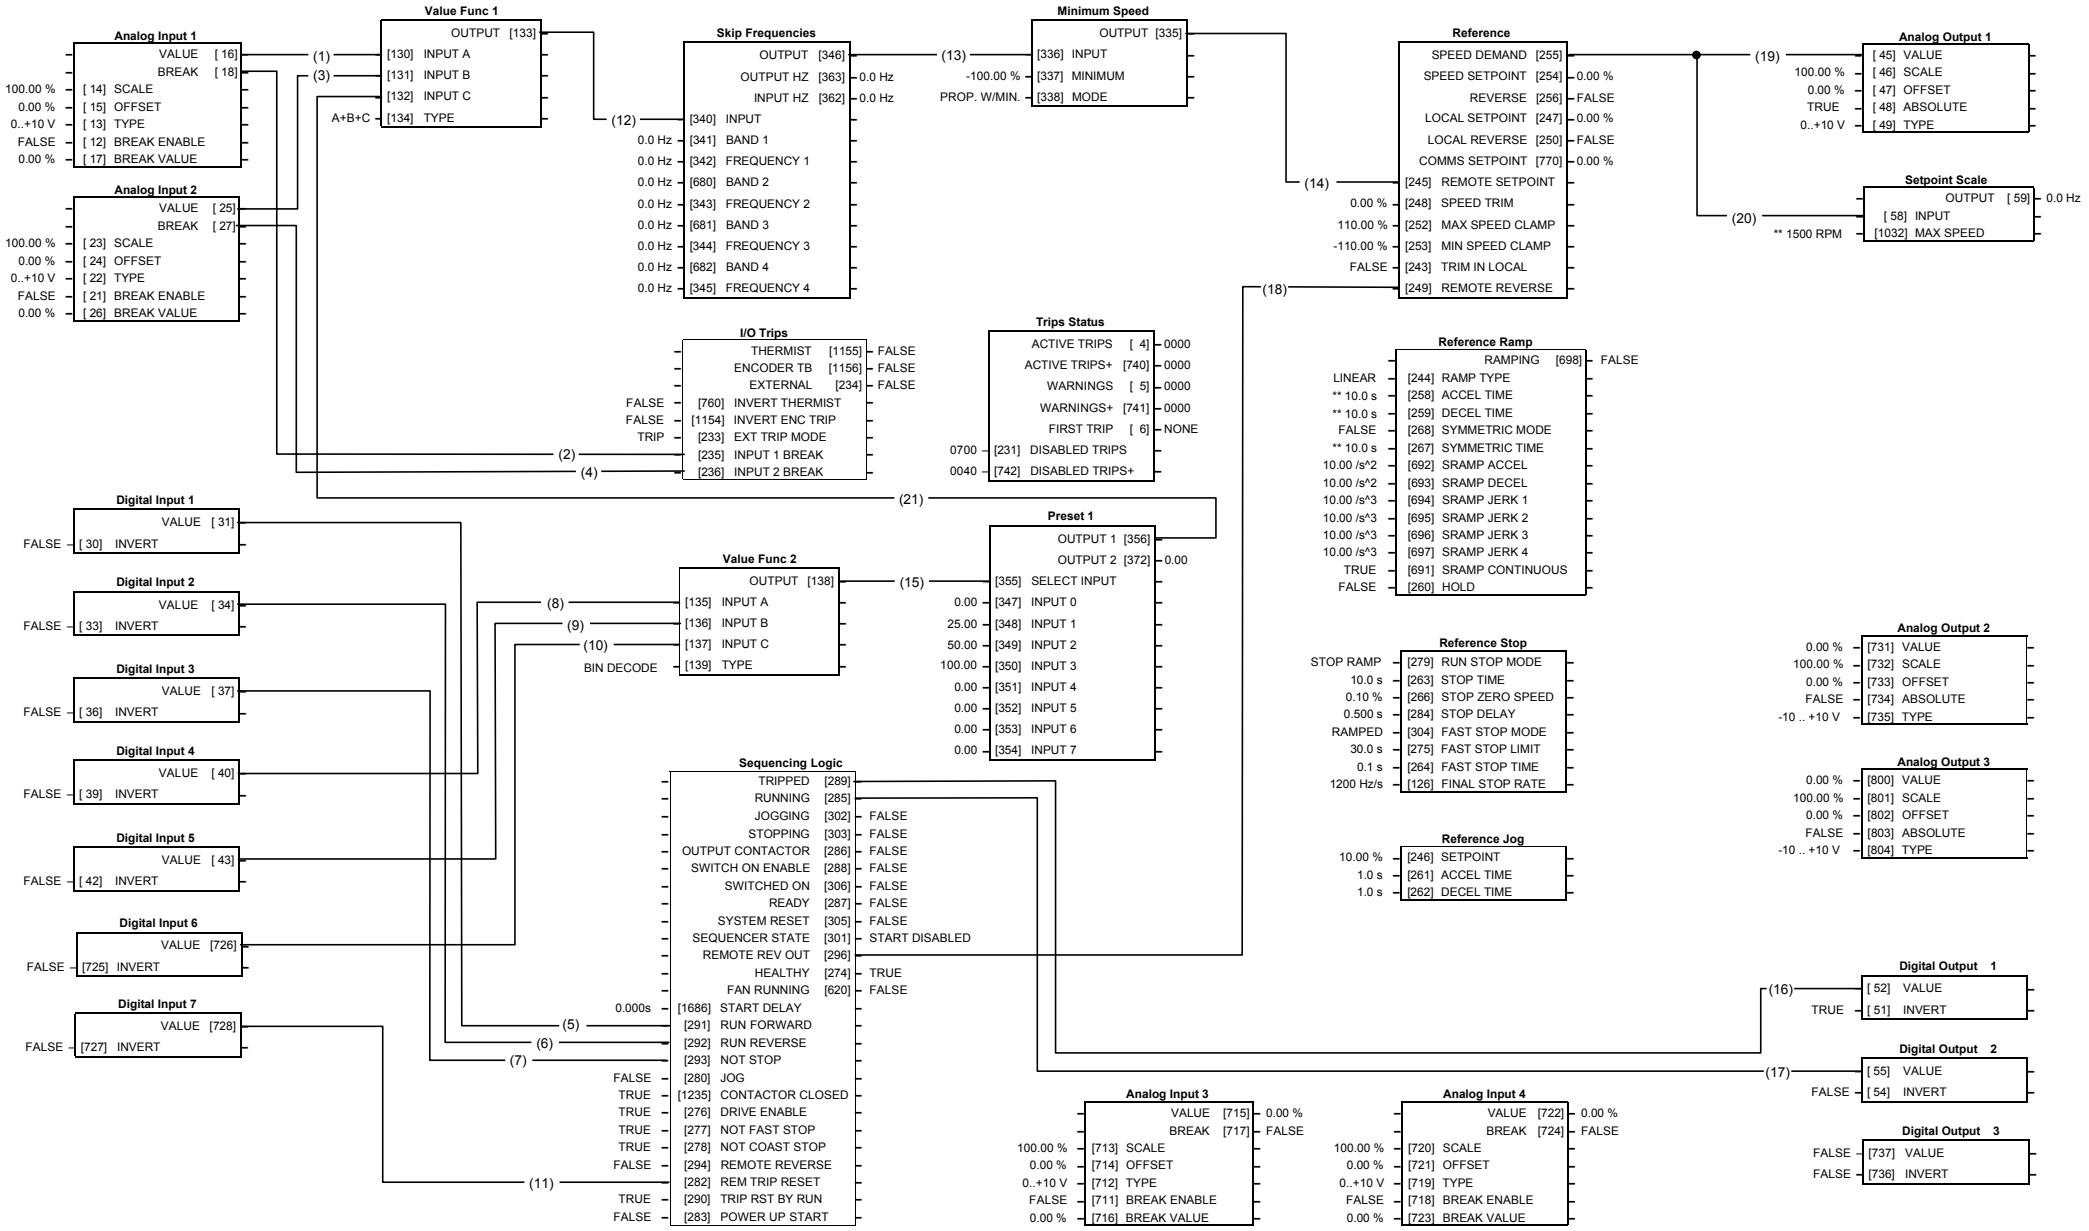 Analog Input 1
VALUE [ 16]
BREAK [ 18]
100.00 % [ 14] SCALE
0.00 % [ 15] OFFSET
0..+10 V [ 13] TYPE
FALSE [ 12] BREAK ENABLE
0.00 % [ 17] BREAK VALUE
Analog Input 2
VALUE [ 25]
BREAK [ 27]
100.00 % [ 23] SCALE
0.00 % [ 24] OFFSET
0..+10 V [ 22] TYPE
FALSE [ 21] BREAK ENABLE
0.00 % [ 26] BREAK VALUE
(1)
(3)
Value Func 1
OUTPUT [133]
[130] INPUT A
[131] INPUT B
[132] INPUT C
A+B+C [134] TYPE
(12)
Skip Frequencies
OUTPUT [346]
OUTPUT HZ [363] 0.0 Hz
INPUT HZ [362] 0.0 Hz
[340] INPUT
0.0 Hz [341] BAND 1
0.0 Hz [342] FREQUENCY 1
0.0 Hz [680] BAND 2
0.0 Hz [343] FREQUENCY 2
0.0 Hz [681] BAND 3
0.0 Hz [344] FREQUENCY 3
0.0 Hz [682] BAND 4
0.0 Hz [345] FREQUENCY 4
(13)
Minimum Speed
OUTPUT [335]
[336] INPUT
-100.00 % [337] MINIMUM
PROP. W/MIN. [338] MODE
(14)
(18)
Reference
SPEED DEMAND [255]
SPEED SETPOINT [254] 0.00 %
REVERSE [256] FALSE
LOCAL SETPOINT [247] 0.00 %
LOCAL REVERSE [250] FALSE
COMMS SETPOINT [770] 0.00 %
[245] REMOTE SETPOINT
0.00 % [248] SPEED TRIM
110.00 % [252] MAX SPEED CLAMP
-110.00 % [253] MIN SPEED CLAMP
FALSE [243] TRIM IN LOCAL
[249] REMOTE REVERSE
(19)
(20)
Analog Output 1
[ 45] VALUE
100.00 % [ 46] SCALE
0.00 % [ 47] OFFSET
TRUE [ 48] ABSOLUTE
0..+10 V [ 49] TYPE
Setpoint Scale
OUTPUT [ 59] 0.0 Hz
[ 58] INPUT
** 1500 RPM [1032] MAX SPEED
I/O Trips
THERMIST [1155] FALSE
ENCODER TB [1156] FALSE
EXTERNAL [234] FALSE
FALSE [760] INVERT THERMIST
FALSE [1154] INVERT ENC TRIP
TRIP [233] EXT TRIP MODE
(2) [235] INPUT 1 BREAK
(4) [236] INPUT 2 BREAK
Trips Status
ACTIVE TRIPS [ 4] 0000
ACTIVE TRIPS+ [740] 0000
WARNINGS [ 5] 0000
WARNINGS+ [741] 0000
FIRST TRIP [ 6] NONE
0700 [231] DISABLED TRIPS
0040 [742] DISABLED TRIPS+
(21)
Reference Ramp
RAMPING [698] FALSE
LINEAR [244] RAMP TYPE
** 10.0 s [258] ACCEL TIME
** 10.0 s [259] DECEL TIME
FALSE [268] SYMMETRIC MODE
** 10.0 s [267] SYMMETRIC TIME
10.00 /s^2 [692] SRAMP ACCEL
10.00 /s^2 [693] SRAMP DECEL
10.00 /s^3 [694] SRAMP JERK 1
10.00 /s^3 [695] SRAMP JERK 2
10.00 /s^3 [696] SRAMP JERK 3
10.00 /s^3 [697] SRAMP JERK 4
TRUE [691] SRAMP CONTINUOUS
FALSE [260] HOLD
Digital Input 1
VALUE [ 31]
FALSE [ 30] INVERT
Digital Input 2
VALUE [ 34]
FALSE [ 33] INVERT
Digital Input 3
VALUE [ 37]
FALSE [ 36] INVERT
Digital Input 4
VALUE [ 40]
FALSE [ 39] INVERT
Digital Input 5
VALUE [ 43]
FALSE [ 42] INVERT
Digital Input 6
VALUE [726]
FALSE [725] INVERT
Digital Input 7
VALUE [728]
FALSE [727] INVERT
Value Func 2
OUTPUT [138]
(8) [135] INPUT A
(9) [136] INPUT B
(10) [137] INPUT C
BIN DECODE [139] TYPE
(15)
Preset 1
OUTPUT 1 [356]
OUTPUT 2 [372] 0.00
[355] SELECT INPUT
0.00 [347] INPUT 0
25.00 [348] INPUT 1
50.00 [349] INPUT 2
100.00 [350] INPUT 3
0.00 [351] INPUT 4
0.00 [352] INPUT 5
0.00 [353] INPUT 6
0.00 [354] INPUT 7
Reference Stop
STOP RAMP [279] RUN STOP MODE
10.0 s [263] STOP TIME
0.10 % [266] STOP ZERO SPEED
0.500 s [284] STOP DELAY
RAMPED [304] FAST STOP MODE
30.0 s [275] FAST STOP LIMIT
0.1 s [264] FAST STOP TIME
1200 Hz/s [126] FINAL STOP RATE
Analog Output 2
0.00 % [731] VALUE
100.00 % [732] SCALE
0.00 % [733] OFFSET
FALSE [734] ABSOLUTE
-10 .. +10 V [735] TYPE
Analog Output 3
0.00 % [800] VALUE
100.00 % [801] SCALE
0.00 % [802] OFFSET
FALSE [803] ABSOLUTE
-10 .. +10 V [804] TYPE
Reference Jog
10.00 % [246] SETPOINT
1.0 s [261] ACCEL TIME
1.0 s [262] DECEL TIME
Sequencing Logic
TRIPPED [289]
RUNNING [285]
JOGGING [302] FALSE
STOPPING [303] FALSE
OUTPUT CONTACTOR [286] FALSE
SWITCH ON ENABLE [288] FALSE
SWITCHED ON [306] FALSE
READY [287] FALSE
SYSTEM RESET [305] FALSE
SEQUENCER STATE [301] START DISABLED
REMOTE REV OUT [296]
HEALTHY [274] TRUE
FAN RUNNING [620] FALSE
0.000s [1686] START DELAY
(5) [291] RUN FORWARD
(6) [292] RUN REVERSE
(7) [293] NOT STOP
FALSE [280] JOG
TRUE [1235] CONTACTOR CLOSED
TRUE [276] DRIVE ENABLE
TRUE [277] NOT FAST STOP
TRUE [278] NOT COAST STOP
FALSE [294] REMOTE REVERSE
(11) [282] REM TRIP RESET
TRUE [290] TRIP RST BY RUN
FALSE [283] POWER UP START
Digital Output 1
(16) [ 52] VALUE
TRUE [ 51] INVERT
Digital Output 2
(17) [ 55] VALUE
FALSE [ 54] INVERT
Digital Output 3
FALSE [737] VALUE
FALSE [736] INVERT
Analog Input 3
VALUE [715] 0.00 %
BREAK [717] FALSE
100.00 % [713] SCALE
0.00 % [714] OFFSET
0..+10 V [712] TYPE
FALSE [711] BREAK ENABLE
0.00 % [716] BREAK VALUE
Analog Input 4
VALUE [722] 0.00 %
BREAK [724] FALSE
100.00 % [720] SCALE
0.00 % [721] OFFSET
0..+10 V [719] TYPE
FALSE [718] BREAK ENABLE
0.00 % [723] BREAK VALUE